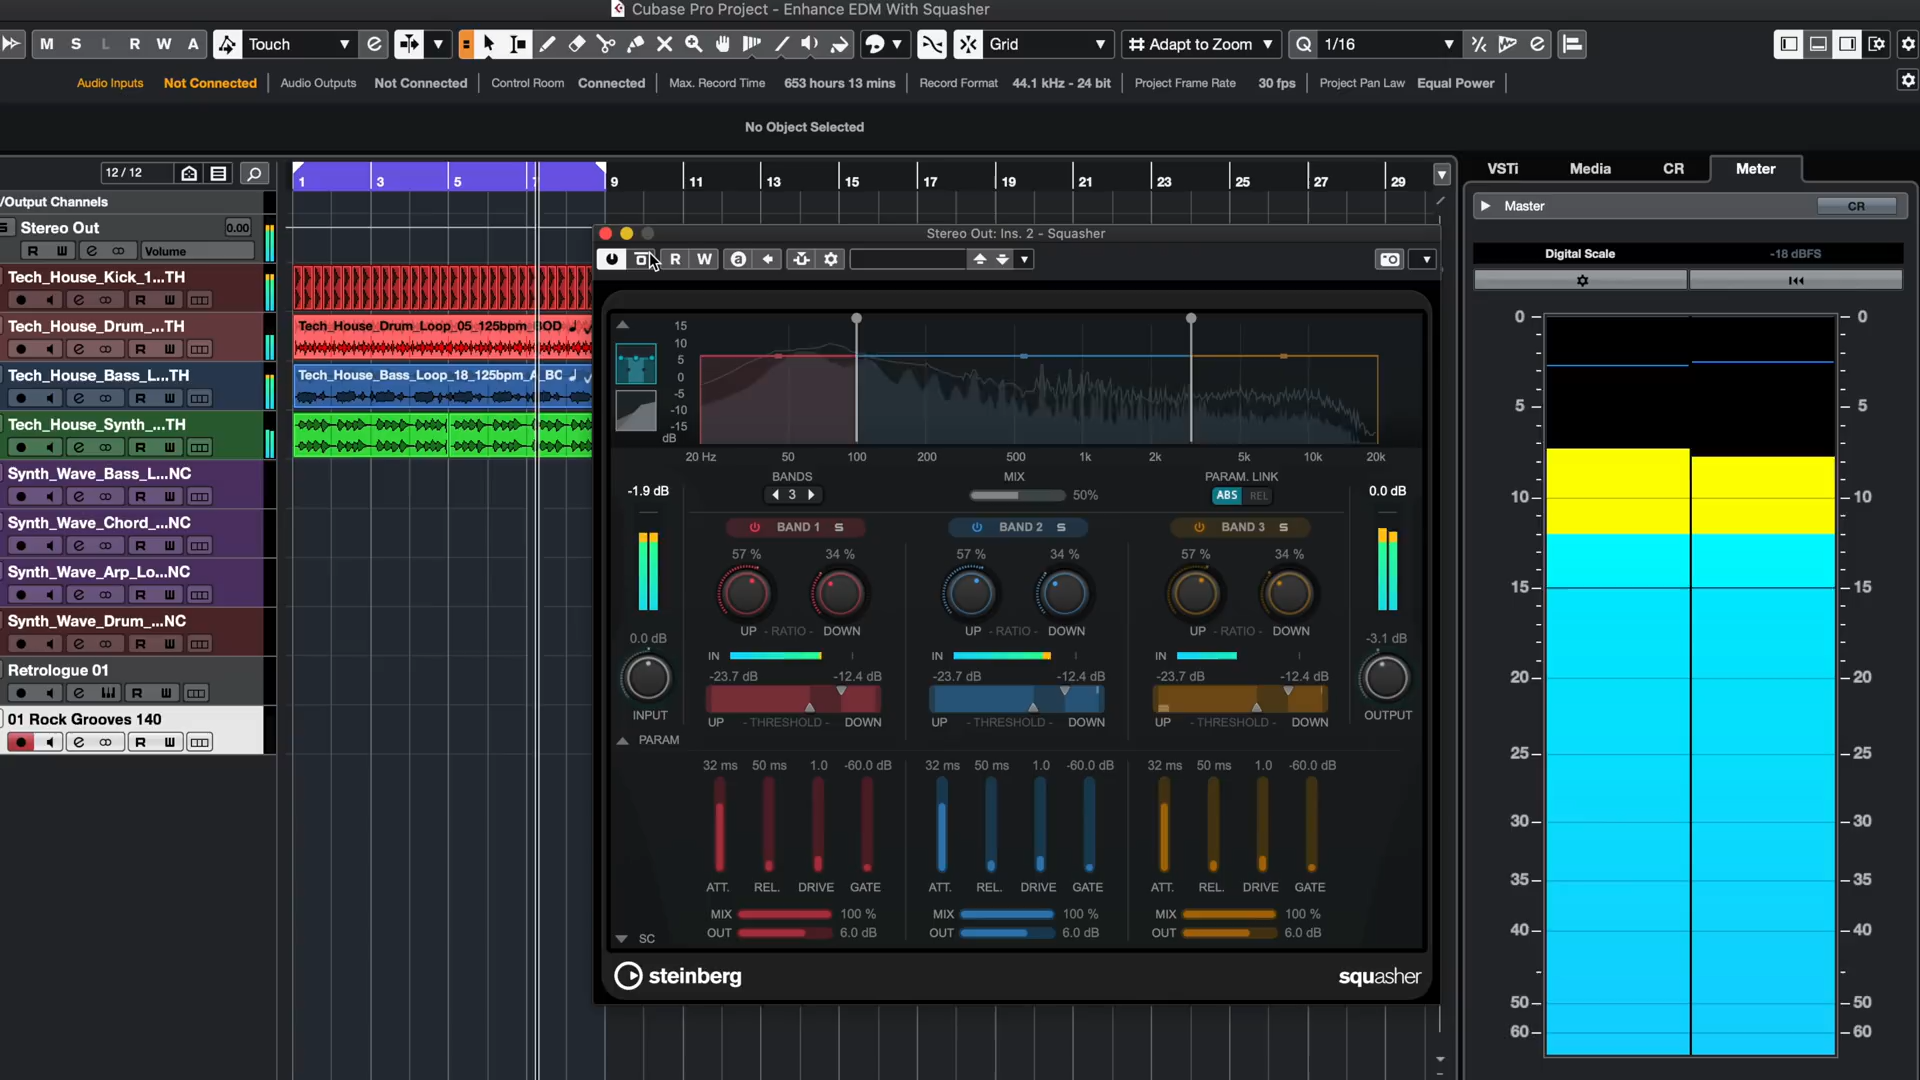 Cubase Pro Project - Enhance EDM With Squasher
M S L R W A Touch Grid Adapt to Zoom Q 1/16
Audio Inputs Not Connected Audio Outputs Not Connected Control Room Connected Max. Record Time 653 hours 13 mins Record Format 44.1 kHz - 24 bit Project Frame Rate 30 fps Project Pan Law Equal Power
No Object Selected
12 / 12
1 3 5 7 9 11 13 15 17 19 21 23 25 27 29
/Output Channels
Stereo Out 0.00
R W e Volume
Tech_House_Kick_1...TH
Tech_House_Drum_...TH
Tech_House_Bass_L...TH
Tech_House_Synth_...TH
Synth_Wave_Bass_L...NC
Synth_Wave_Chord_...NC
Synth_Wave_Arp_Lo...NC
Synth_Wave_Drum_...NC
Retrologue 01
01 Rock Grooves 140
Tech_House_Drum_Loop_05_125bpm_BOD
Tech_House_Bass_Loop_18_125bpm_A_BO
Stereo Out: Ins. 2 - Squasher
R W a
15
10
5
0
-5
-10
-15
dB
20 Hz 50 100 200 500 1k 2k 5k 10k 20k
BANDS MIX PARAM. LINK
-1.9 dB 3 50% ABS REL 0.0 dB
BAND 1 S BAND 2 S BAND 3 S
57 % 34 % 57 % 34 % 57 % 34 %
UP - RATIO - DOWN UP - RATIO - DOWN UP - RATIO - DOWN
0.0 dB -3.1 dB
IN IN IN
-23.7 dB -12.4 dB -23.7 dB -12.4 dB -23.7 dB -12.4 dB
INPUT UP - THRESHOLD - DOWN UP - THRESHOLD - DOWN UP - THRESHOLD - DOWN OUTPUT
PARAM
32 ms 50 ms 1.0 -60.0 dB 32 ms 50 ms 1.0 -60.0 dB 32 ms 50 ms 1.0 -60.0 dB
ATT. REL. DRIVE GATE ATT. REL. DRIVE GATE ATT. REL. DRIVE GATE
MIX 100 % MIX 100 % MIX 100 %
OUT 6.0 dB OUT 6.0 dB OUT 6.0 dB
SC
steinberg squasher
VSTi Media CR Meter
Master CR
Digital Scale -18 dBFS
0 0
5 5
10 10
15 15
20 20
25 25
30 30
35 35
40 40
50 50
60 60